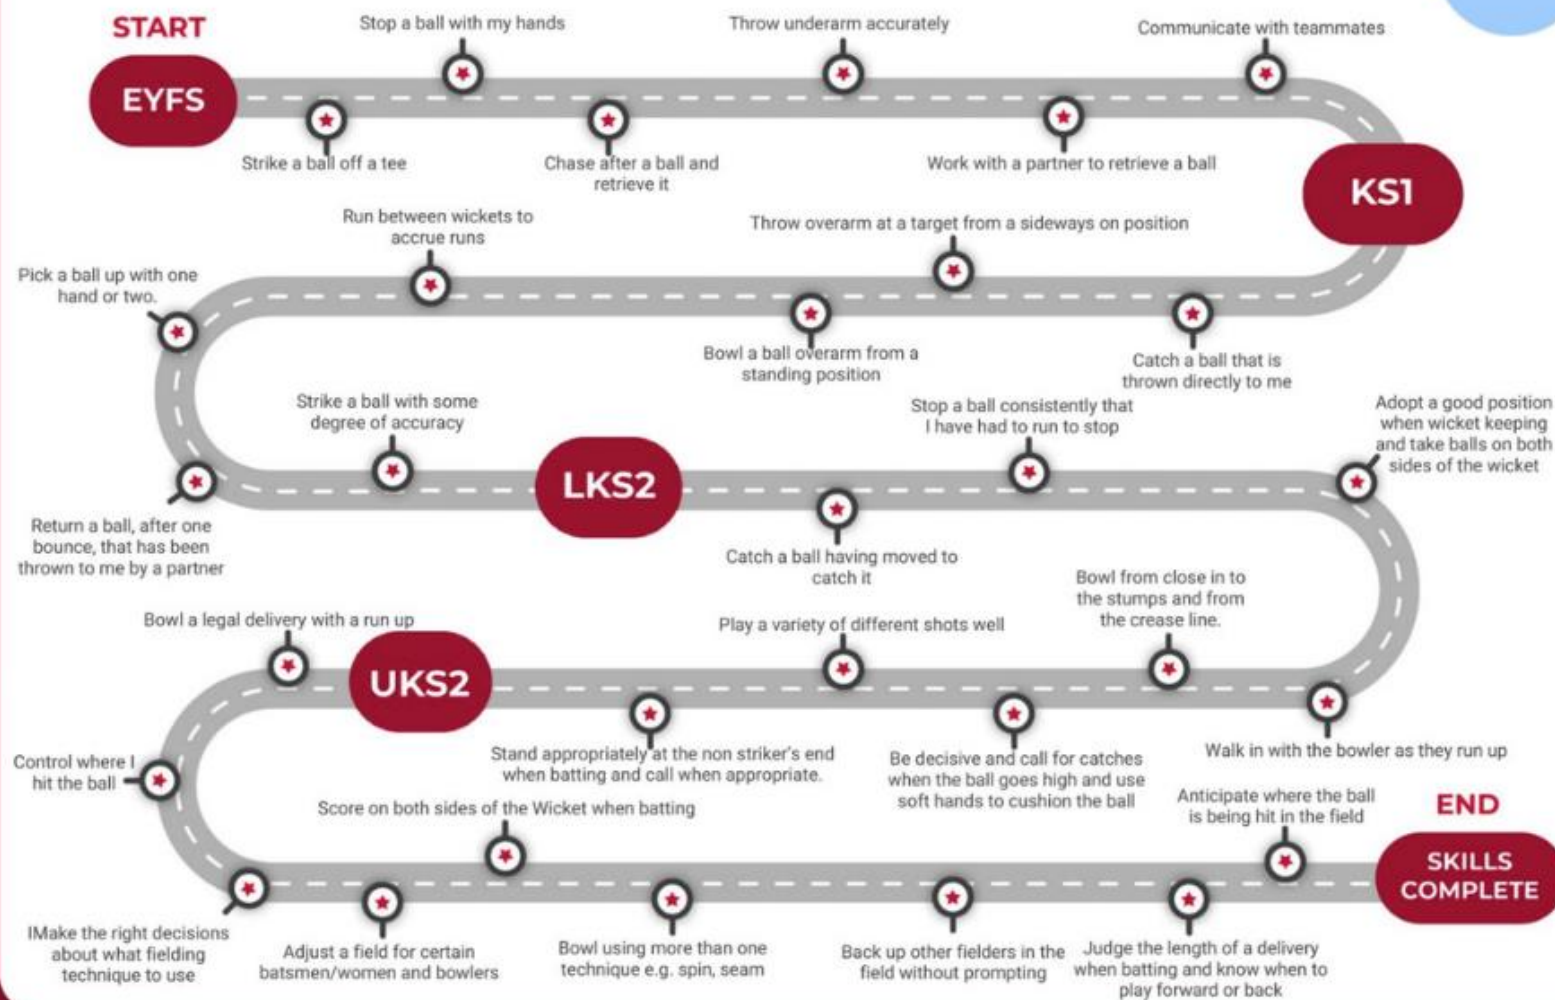 START
EYFS
Strike a ball off a tee
Stop a ball with my hands
Chase after a ball and
retrieve it
Throw underarm accurately
Work with a partner to retrieve a ball
Communicate with teammates
KS1
Catch a ball that is
thrown directly to me
Throw overarm at a target from a sideways on position
Bowl a ball overarm from a
standing position
Run between wickets to
accrue runs
Pick a ball up with one
hand or two.
Return a ball, after one
bounce, that has been
thrown to me by a partner
Strike a ball with some
degree of accuracy
LKS2
Catch a ball having moved to
catch it
Stop a ball consistently that
I have had to run to stop
Adopt a good position
when wicket keeping
and take balls on both
sides of the wicket
Walk in with the bowler as they run up
Bowl from close in to
the stumps and from
the crease line.
Be decisive and call for catches
when the ball goes high and use
soft hands to cushion the ball
Play a variety of different shots well
Stand appropriately at the non striker's end
when batting and call when appropriate.
UKS2
Bowl a legal delivery with a run up
Control where I
hit the ball
IMake the right decisions
about what fielding
technique to use
Adjust a field for certain
batsmen/women and bowlers
Score on both sides of the Wicket when batting
Bowl using more than one
technique e.g. spin, seam
Back up other fielders in the
field without prompting
Judge the length of a delivery
when batting and know when to
play forward or back
Anticipate where the ball
is being hit in the field
END
SKILLS
COMPLETE